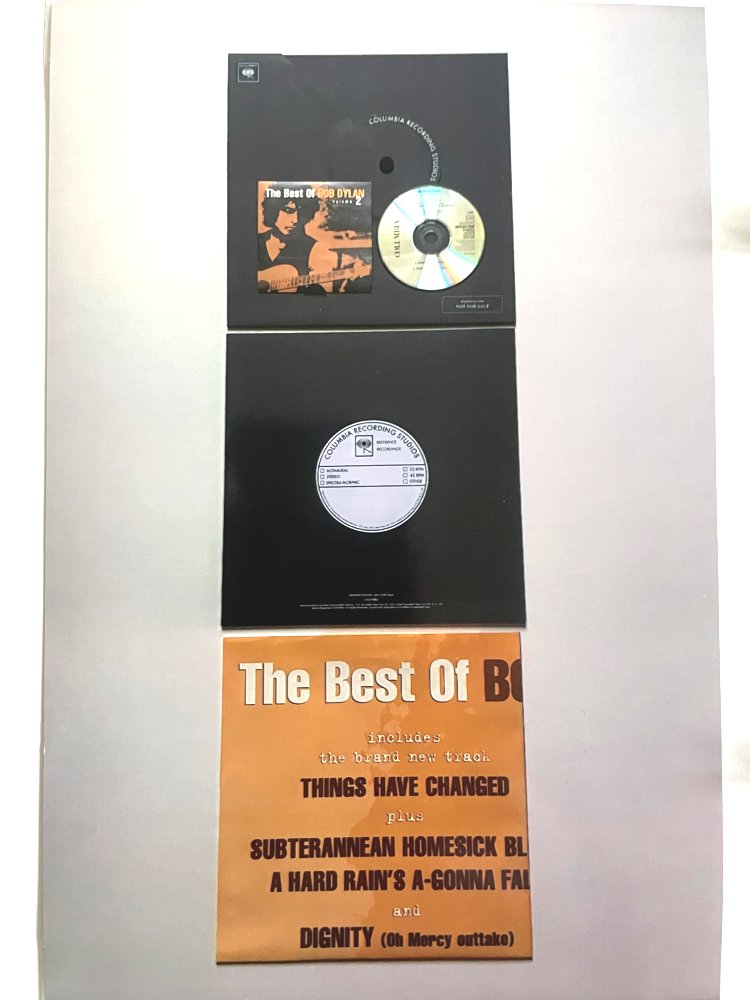 COLUMBIA RECORDING STUDIOS
The Best Of BOB DYLAN
volume 2
NOT FOR SALE
COLUMBIA RECORDING STUDIOS
REFERENCE
RECORDINGS
MONAURAL 33 RPM
STEREO 45 RPM
SPECTRA-MORPHIC OTHER
The Best Of BO
includes
the brand new track
THINGS HAVE CHANGED
plus
SUBTERANNEAN HOMESICK BL
A HARD RAIN'S A-GONNA FAL
and
DIGNITY (Oh Mercy outtake)